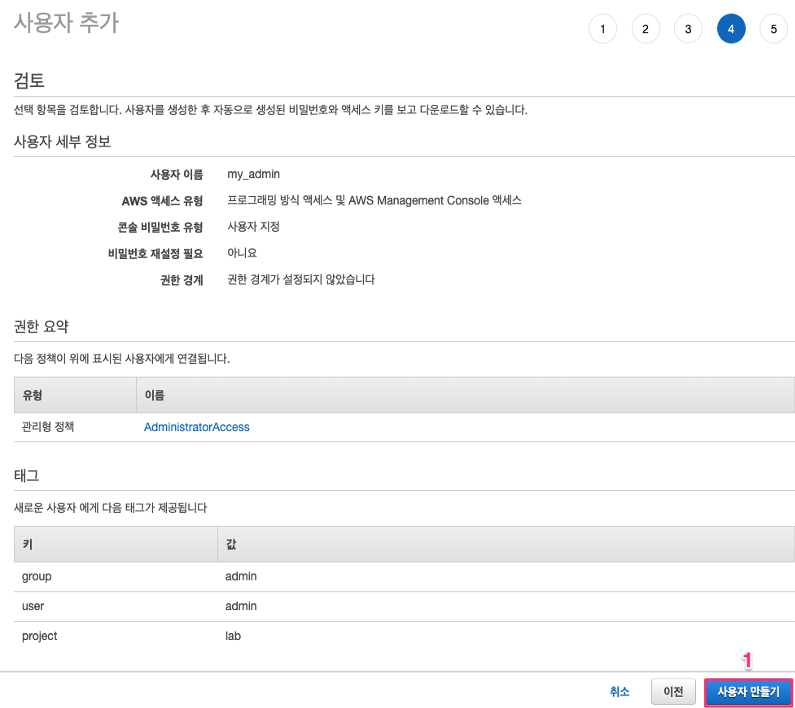 사용자 추가
1 2 3 4 5
검토
선택 항목을 검토합니다. 사용자를 생성한 후 자동으로 생성된 비밀번호와 액세스 키를 보고 다운로드할 수 있습니다.
사용자 세부 정보
사용자 이름 my_admin
AWS 액세스 유형 프로그래밍 방식 액세스 및 AWS Management Console 액세스
콘솔 비밀번호 유형 사용자 지정
비밀번호 재설정 필요 아니요
권한 경계 권한 경계가 설정되지 않았습니다
권한 요약
다음 정책이 위에 표시된 사용자에게 연결됩니다.
유형 이름
관리형 정책 AdministratorAccess
태그
새로운 사용자 에게 다음 태그가 제공됩니다
키 값
group admin
user admin
project lab
1
취소 이전 사용자 만들기